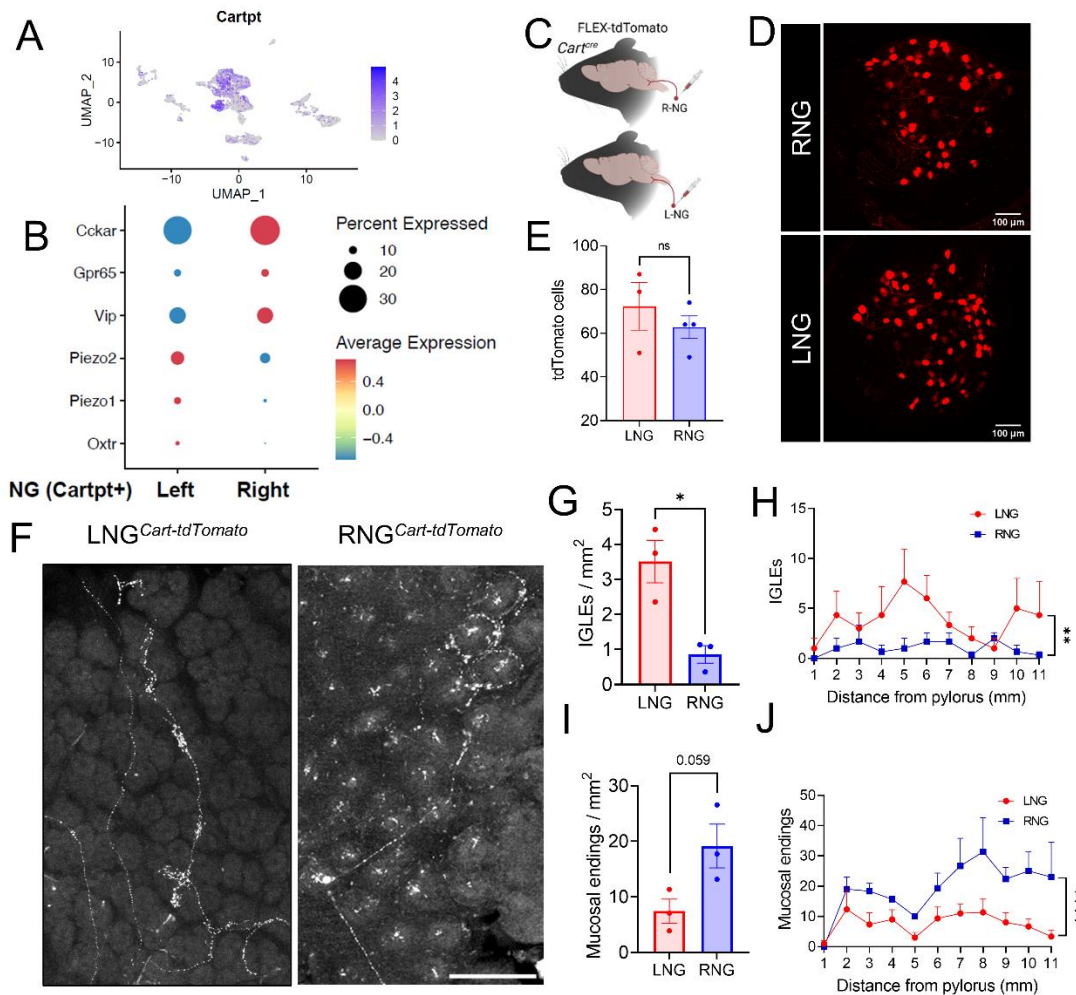 A
Cartpt
UMAP_2
10
0
−10
−10
0
10
UMAP_1
4
3
2
1
0
B
Cckar
Gpr65
Vip
Piezo2
Piezo1
Oxtr
NG (Cartpt+) Left Right
Percent Expressed
10
20
30
Average Expression
0.4
0.0
−0.4
C
FLEX-tdTomato
Cartcre
R-NG
L-NG
D
RNG
100 µm
LNG
100 µm
E
tdTomato cells
100
80
60
40
20
ns
LNG RNG
F
LNGCart-tdTomato
RNGCart-tdTomato
G
IGLEs / mm2
5
4
3
2
1
0
*
LNG RNG
H
IGLEs
15
10
5
0
LNG
RNG
**
1 2 3 4 5 6 7 8 9 10 11
Distance from pylorus (mm)
I
Mucosal endings / mm2
30
20
10
0
0.059
LNG RNG
J
Mucosal endings
50
40
30
20
10
0
LNG
RNG
1 2 3 4 5 6 7 8 9 10 11
Distance from pylorus (mm)